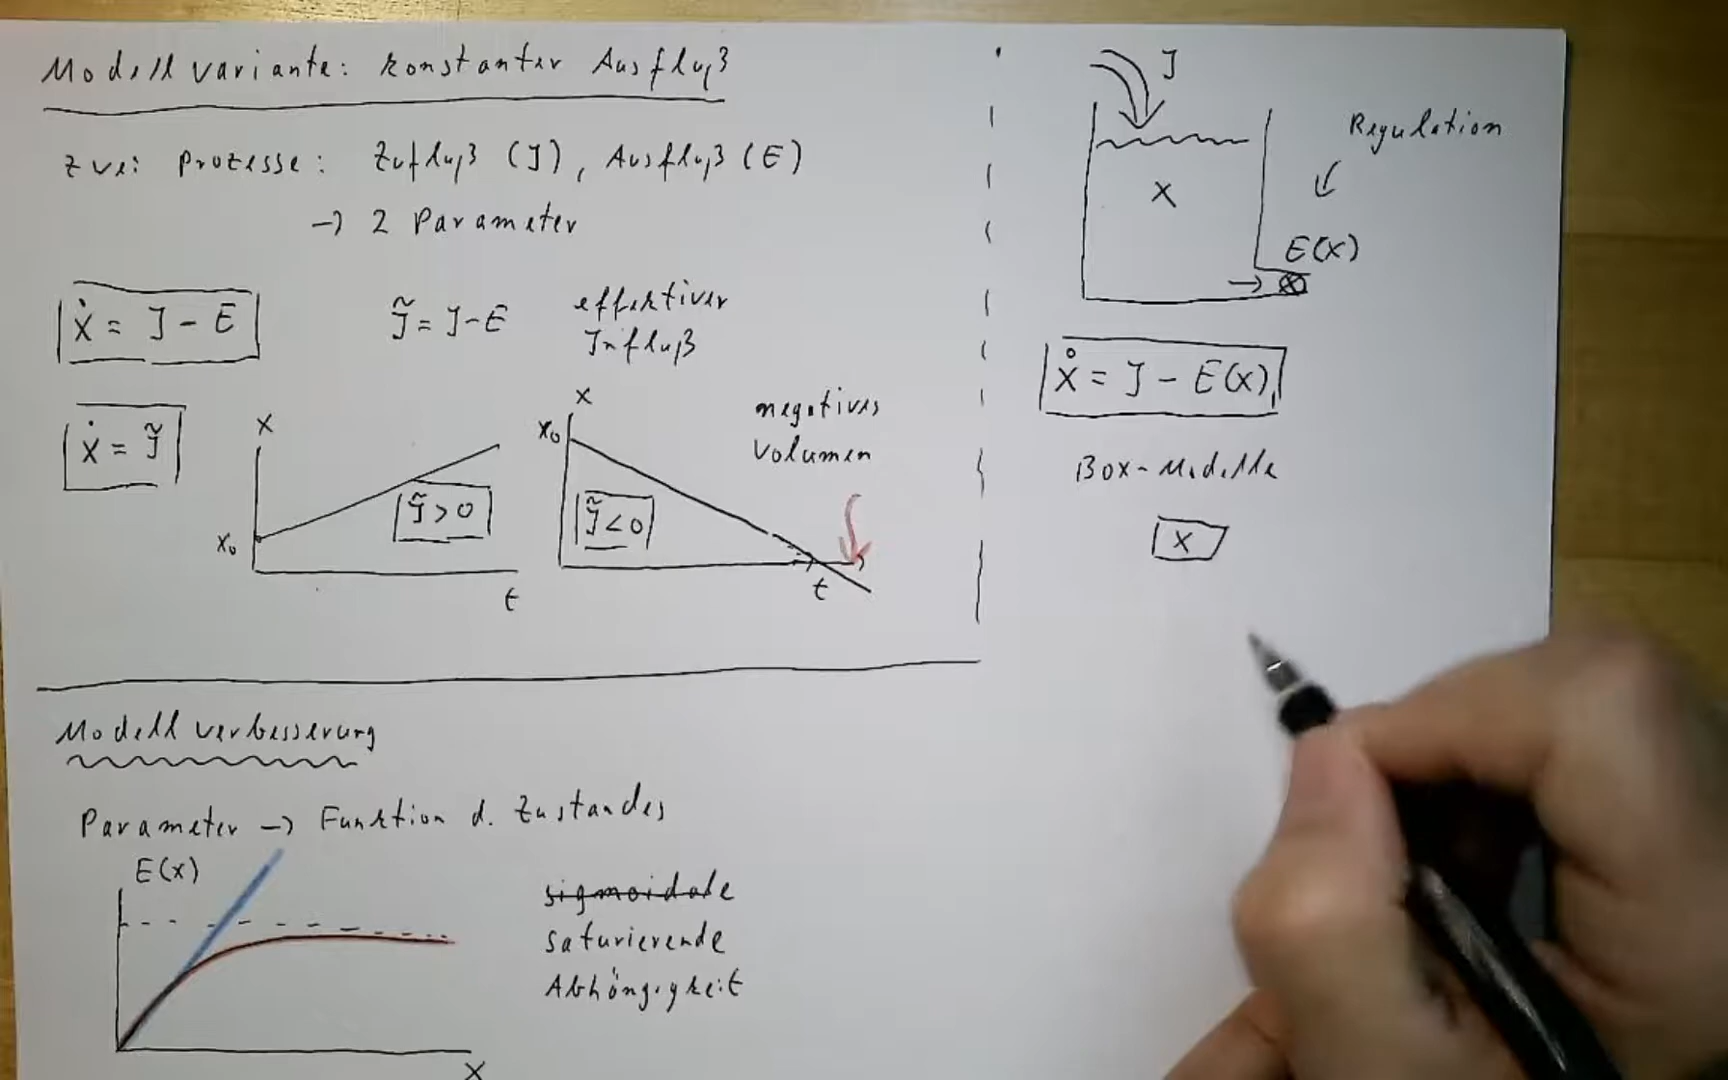 Modellvariante: konstanter Ausfluß
zwei Prozesse: Zufluß (J), Ausfluß (E)
→ 2 Parameter
ẋ = J - E
J̃ = J - E
effektiver
Influß
ẋ = J̃
x
x₀
J̃ > 0
t
x
x₀
J̃ < 0
t
negatives
Volumen
Modellverbesserung
Parameter → Funktion d. Zustandes
E(x)
x
sigmoidale
saturierende
Abhängigkeit
J
x
Regulation
E(x)
ẋ = J - E(x)
Box-Modelle
x